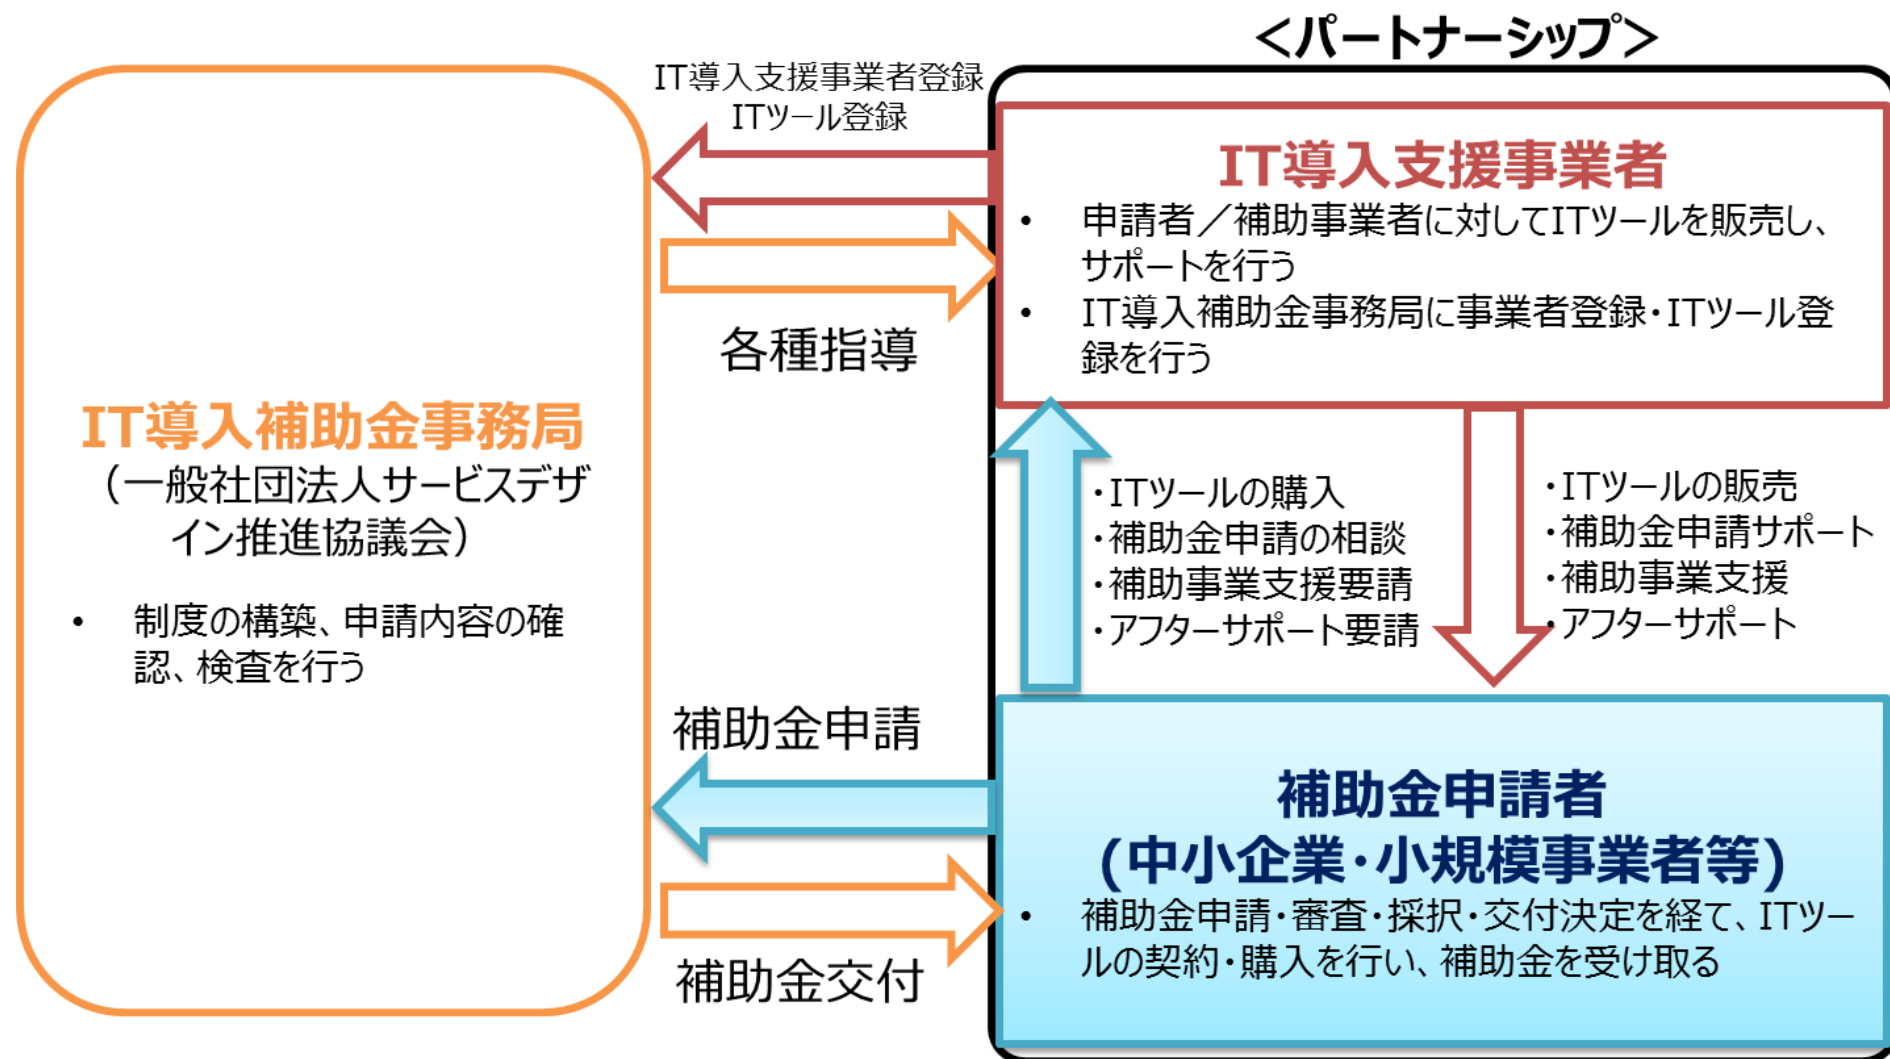 ＜パートナーシップ＞
IT導入支援事業者登録
ITツール登録
各種指導
IT導入支援事業者
• 申請者／補助事業者に対してITツールを販売し、
サポートを行う
• IT導入補助金事務局に事業者登録・ITツール登
録を行う
IT導入補助金事務局
（一般社団法人サービスデザ
イン推進協議会）
• 制度の構築、申請内容の確
認、検査を行う
・ITツールの購入
・補助金申請の相談
・補助事業支援要請
・アフターサポート要請
・ITツールの販売
・補助金申請サポート
・補助事業支援
・アフターサポート
補助金申請
補助金交付
補助金申請者
(中小企業・小規模事業者等)
• 補助金申請・審査・採択・交付決定を経て、ITツー
ルの契約・購入を行い、補助金を受け取る